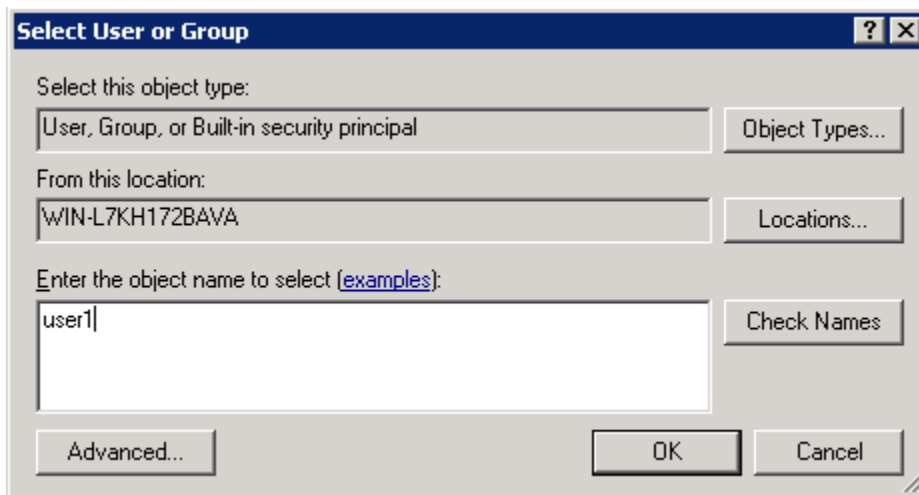 Select User or Group
Select this object type:
User, Group, or Built-in security principal
Object Types...
From this location:
WIN-L7KH172BAVA
Locations...
Enter the object name to select (examples):
user1
Check Names
Advanced...
OK
Cancel